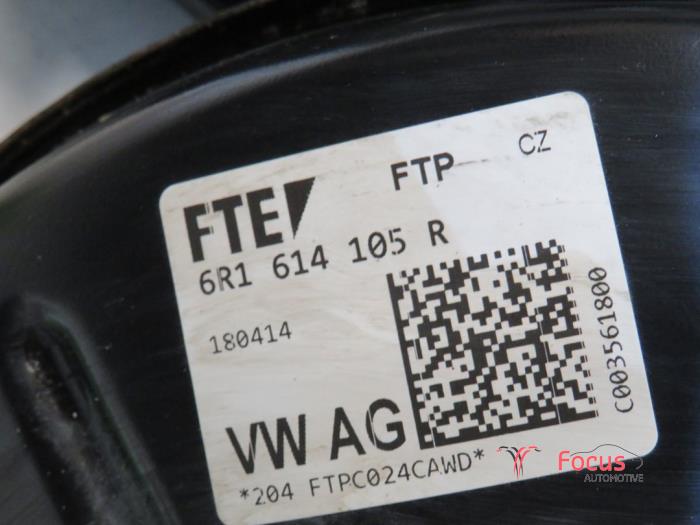 FTE FTP CZ
6R1 614 105 R
180414
C003561800
VW AG
*204 FTPC024CAWD*
Focus
AUTOMOTIVE